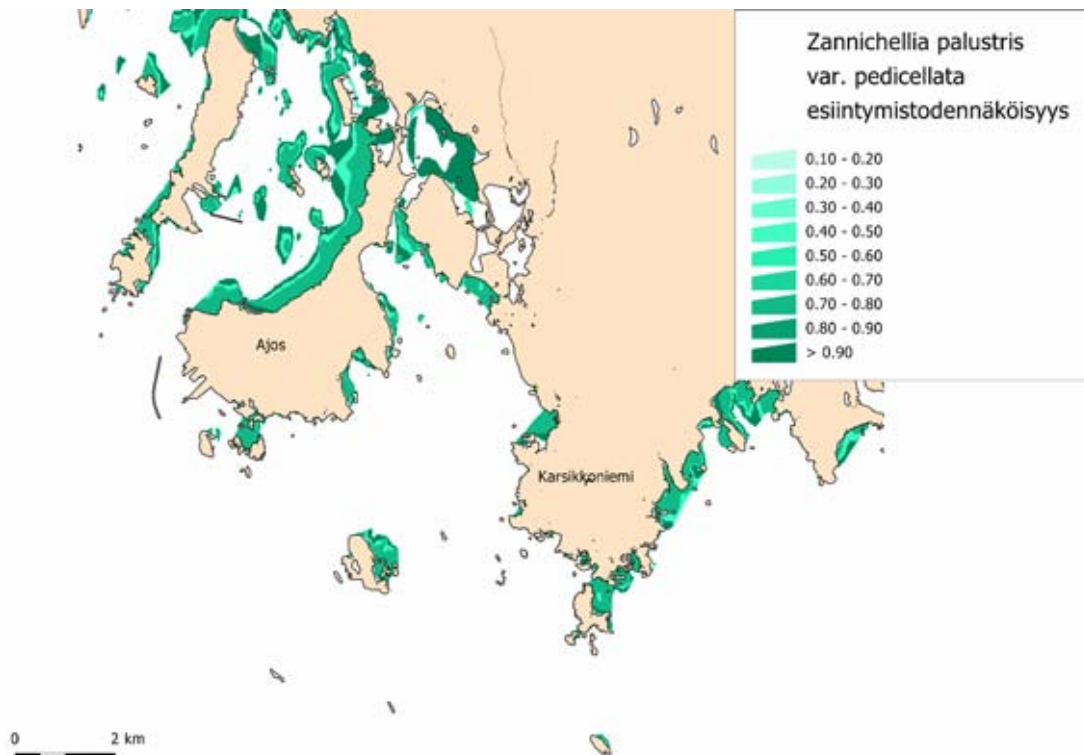 Zannichellia palustris
var. pedicellata
esiintymistodennäköisyys
0.10 - 0.20
0.20 - 0.30
0.30 - 0.40
0.40 - 0.50
0.50 - 0.60
0.60 - 0.70
0.70 - 0.80
0.80 - 0.90
> 0.90
Ajos
Karsikkoniemi
0 2 km